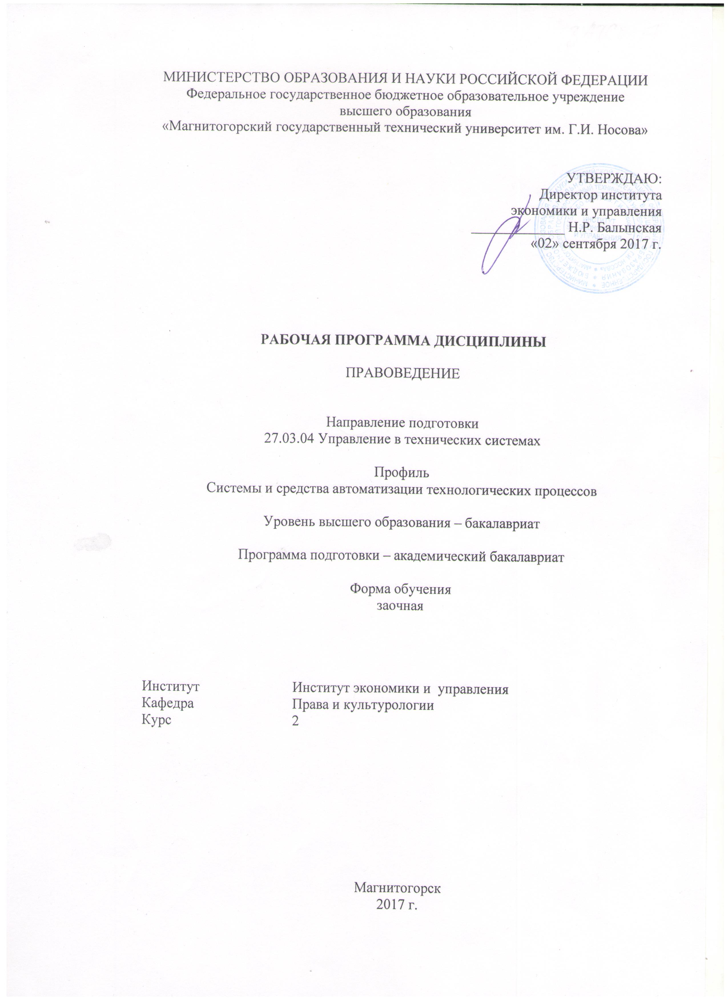 МИНИСТЕРСТВО ОБРАЗОВАНИЯ И НАУКИ РОССИЙСКОЙ ФЕДЕРАЦИИ
Федеральное государственное бюджетное образовательное учреждение
высшего образования
«Магнитогорский государственный технический университет им. Г.И. Носова»
УТВЕРЖДАЮ:
Директор института
экономики и управления
Н.Р. Балынская
«02» сентября 2017 г.
ИНСТИТУТ
И УПРАВЛЕНИЯ
РАБОЧАЯ ПРОГРАММА ДИСЦИПЛИНЫ
ПРАВОВЕДЕНИЕ
Направление подготовки
27.03.04 Управление в технических системах
Профиль
Системы и средства автоматизации технологических процессов
Уровень высшего образования – бакалавриат
Программа подготовки – академический бакалавриат
Форма обучения
заочная
Институт Институт экономики и управления
Кафедра Права и культурологии
Курс 2
Магнитогорск
2017 г.